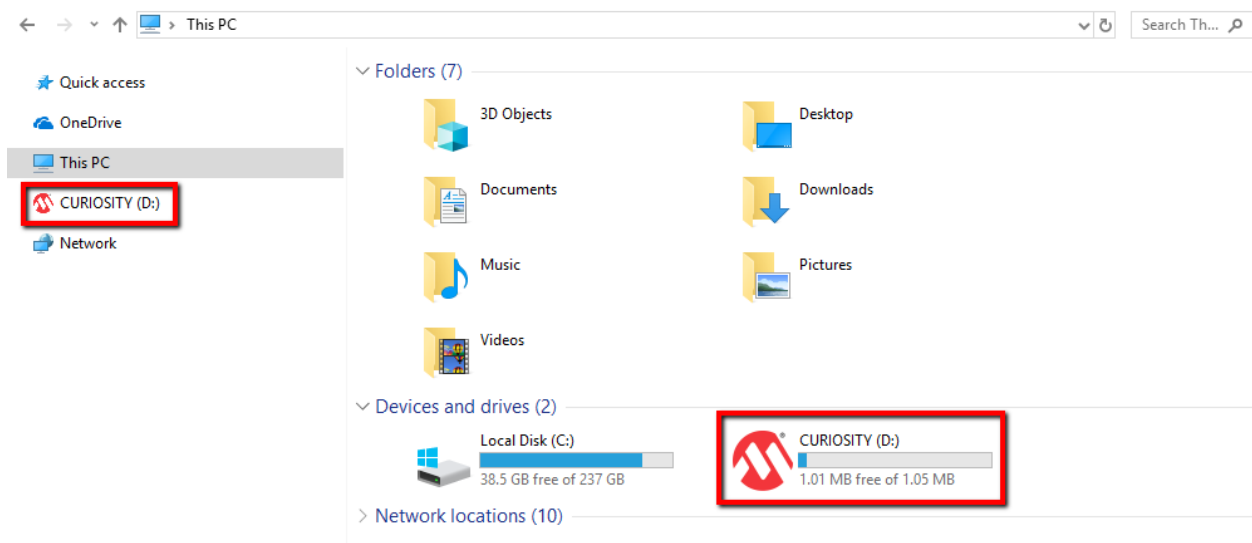 This PC
Search Th...
Quick access
OneDrive
This PC
CURIOSITY (D:)
Network
Folders (7)
3D Objects
Desktop
Documents
Downloads
Music
Pictures
Videos
Devices and drives (2)
Local Disk (C:)
38.5 GB free of 237 GB
CURIOSITY (D:)
1.01 MB free of 1.05 MB
Network locations (10)